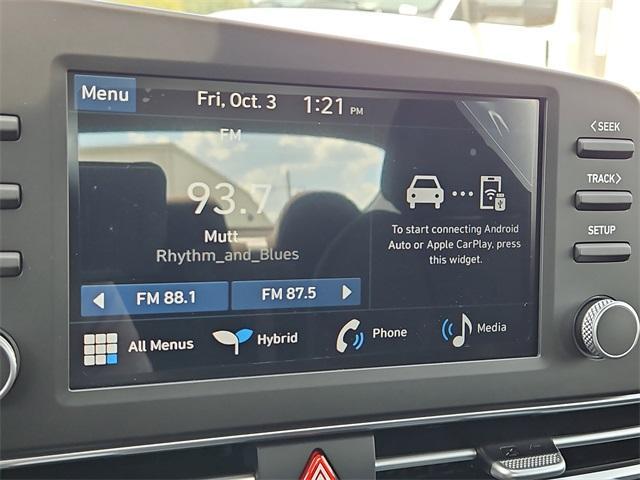 Menu
Fri, Oct. 3
1:21 PM
< SEEK
FM
TRACK >
93.7
Mutt
Rhythm_and_Blues
To start connecting Android
Auto or Apple CarPlay, press
this widget.
SETUP
FM 88.1
FM 87.5
All Menus
Hybrid
Phone
Media